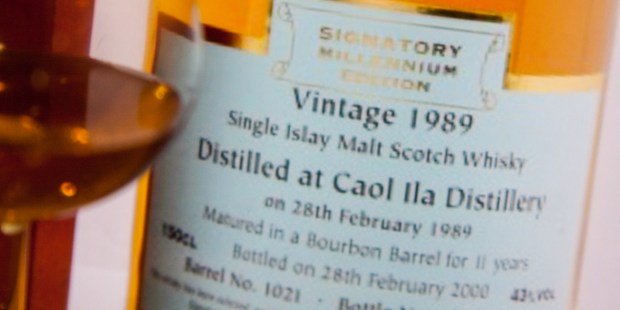 SIGNATORY
MILLENNIUM
EDITION
Vintage 1989
Single Islay Malt Scotch Whisky
Distilled at Caol Ila Distillery
on 28th February 1989
Matured in a Bourbon Barrel for 11 years
Bottled on 28th February 2000 43% VOL
Barrel No. 1021 · Bottle